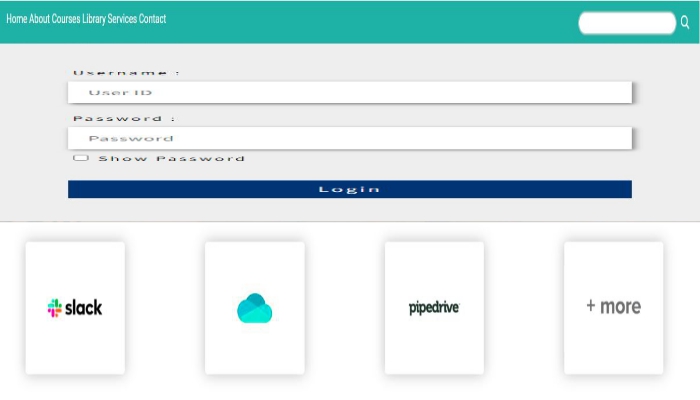 Home About Courses Library Services Contact
Username :
User ID
Password :
Password
Show Password
Login
slack
pipedrive
+ more